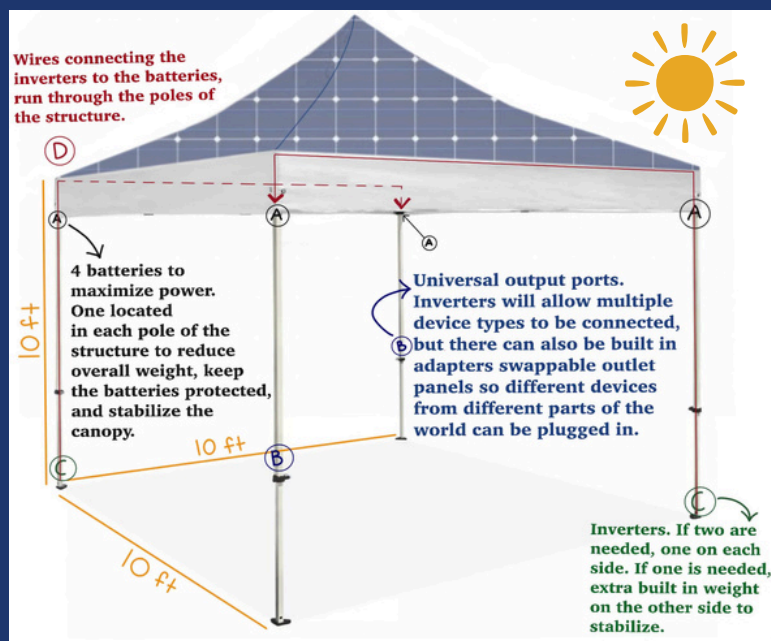 Wires connecting the
inverters to the batteries,
run through the poles of
the structure.
D
A
A
A
A
4 batteries to
maximize power.
One located
in each pole of the
structure to reduce
overall weight, keep
the batteries protected,
and stabilize the
canopy.
Universal output ports.
Inverters will allow multiple
device types to be connected,
but there can also be built in
adapters swappable outlet
panels so different devices
from different parts of the
world can be plugged in.
B
10 ft
10 ft
B
C
C
10 ft
Inverters. If two are
needed, one on each
side. If one is needed,
extra built in weight
on the other side to
stabilize.